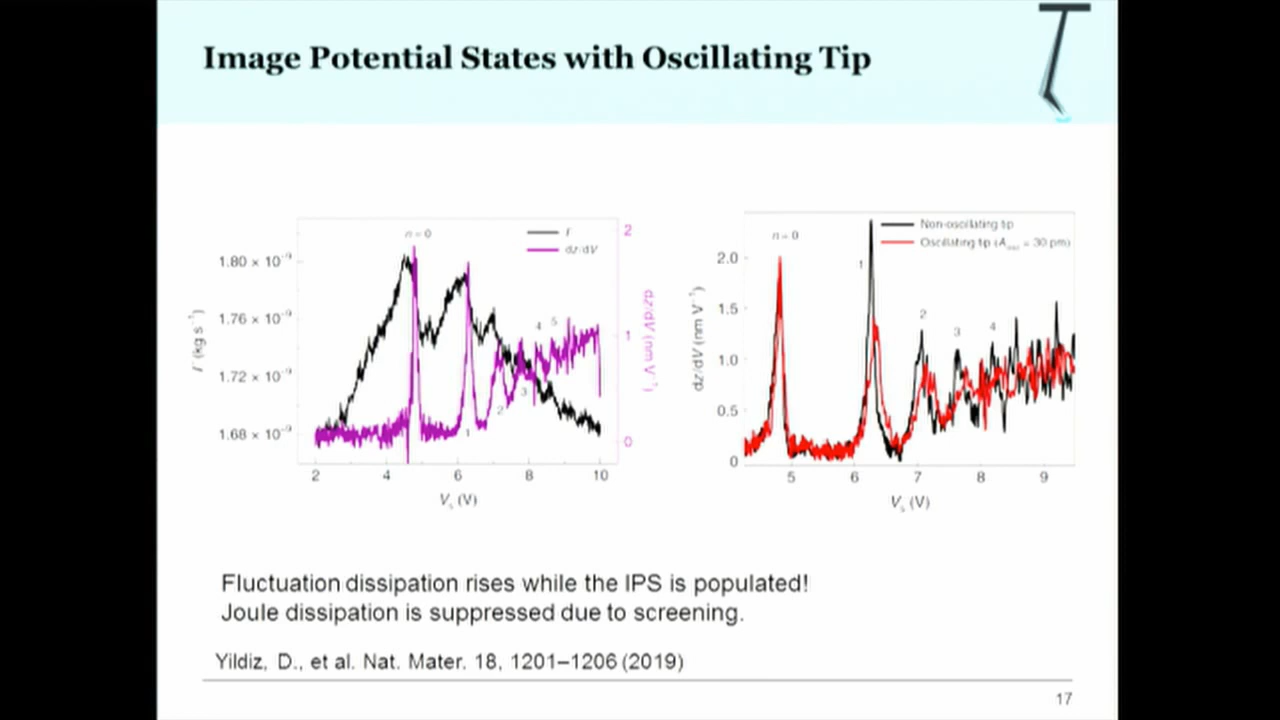 Image Potential States with Oscillating Tip
n = 0
Γ
dz/dV
1.80 × 10⁻⁹
1.76 × 10⁻⁹
1.72 × 10⁻⁹
1.68 × 10⁻⁹
Γ (kg s⁻¹)
1
2
3
4
5
2
1
0
dz/dV (nm V⁻¹)
2 4 6 8 10
Vs (V)
n = 0
Non-oscillating tip
Oscillating tip (Aosc = 30 pm)
1
2
3
4
2.0
1.5
1.0
0.5
0
dz/dV (nm V⁻¹)
5 6 7 8 9
Vs (V)
Fluctuation dissipation rises while the IPS is populated!
Joule dissipation is suppressed due to screening.
Yildiz, D., et al. Nat. Mater. 18, 1201–1206 (2019)
17